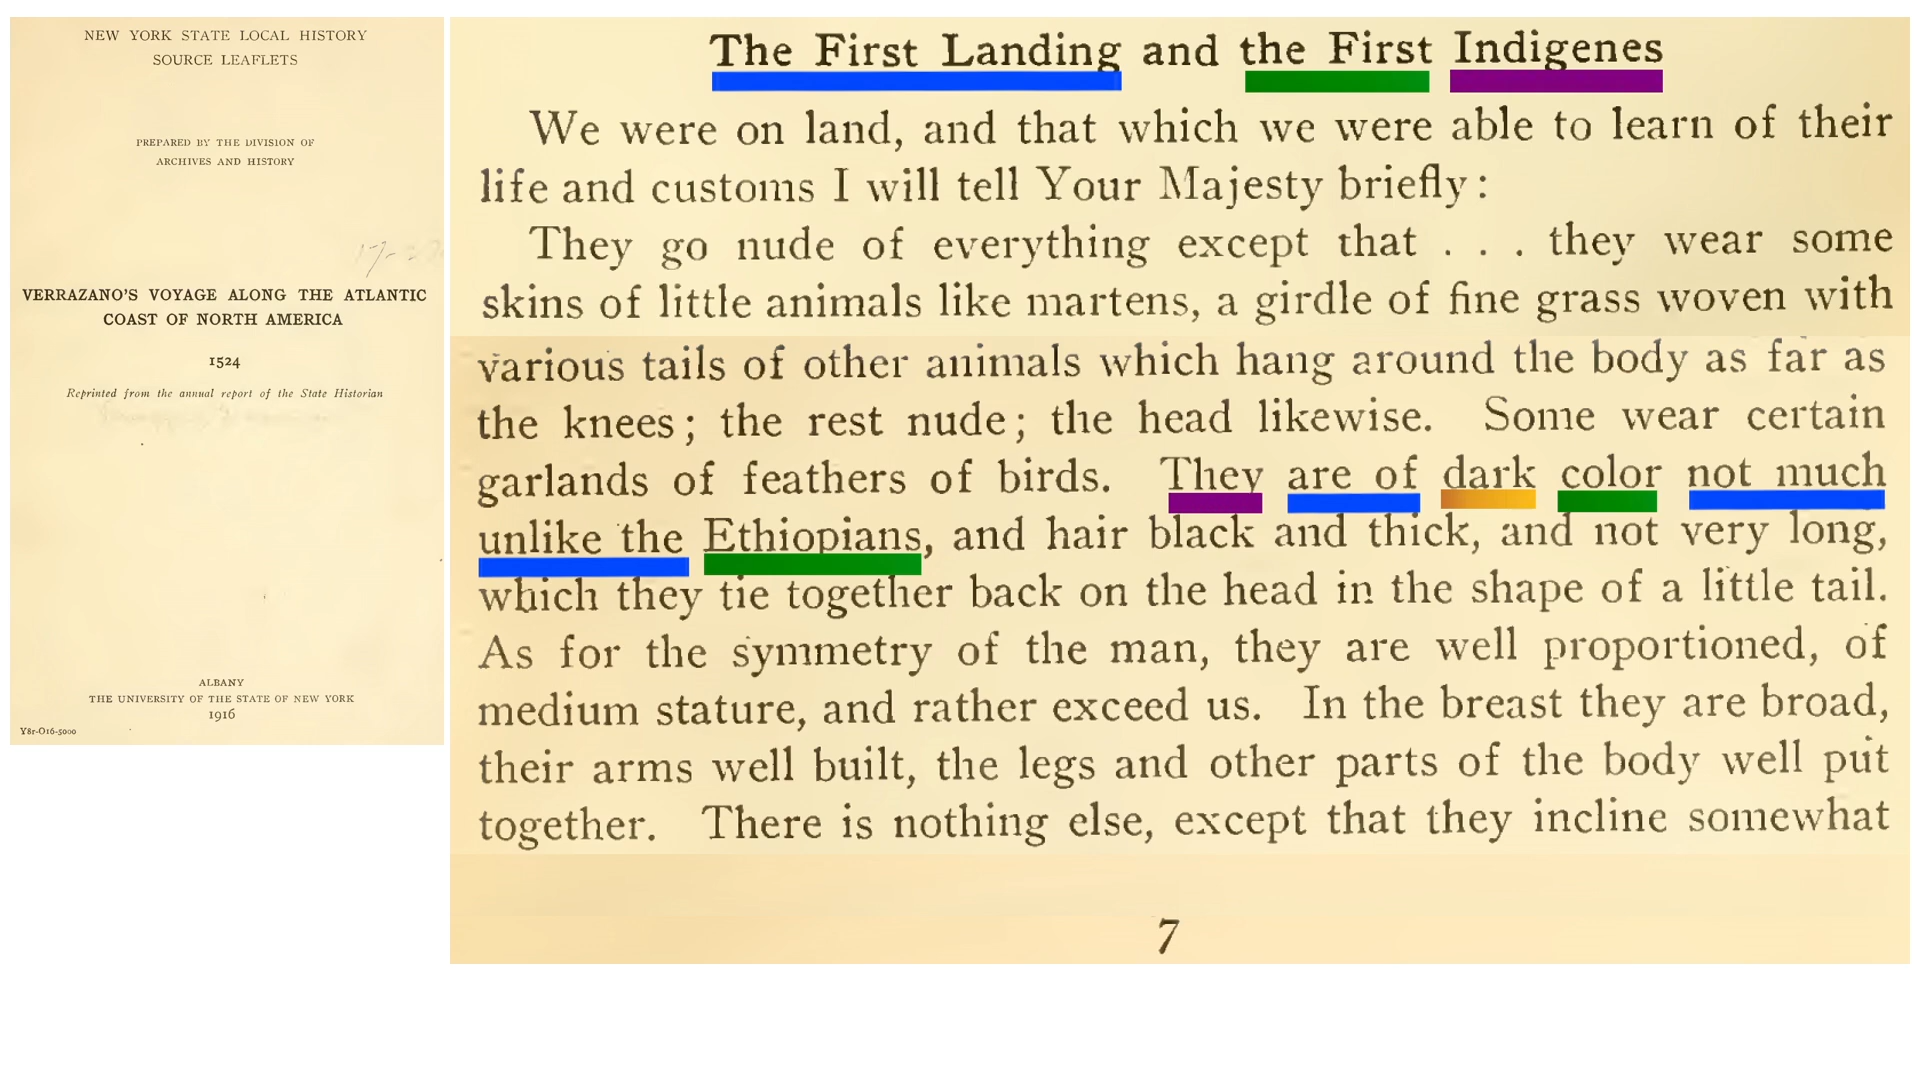 NEW YORK STATE LOCAL HISTORY
SOURCE LEAFLETS
PREPARED BY THE DIVISION OF
ARCHIVES AND HISTORY
VERRAZANO'S VOYAGE ALONG THE ATLANTIC
COAST OF NORTH AMERICA
1524
Reprinted from the annual report of the State Historian
ALBANY
THE UNIVERSITY OF THE STATE OF NEW YORK
1916
Y8r-O16-5000
The First Landing and the First Indigenes
We were on land, and that which we were able to learn of their
life and customs I will tell Your Majesty briefly:
They go nude of everything except that . . . they wear some
skins of little animals like martens, a girdle of fine grass woven with
various tails of other animals which hang around the body as far as
the knees; the rest nude; the head likewise. Some wear certain
garlands of feathers of birds. They are of dark color not much
unlike the Ethiopians, and hair black and thick, and not very long,
which they tie together back on the head in the shape of a little tail.
As for the symmetry of the man, they are well proportioned, of
medium stature, and rather exceed us. In the breast they are broad,
their arms well built, the legs and other parts of the body well put
together. There is nothing else, except that they incline somewhat
7